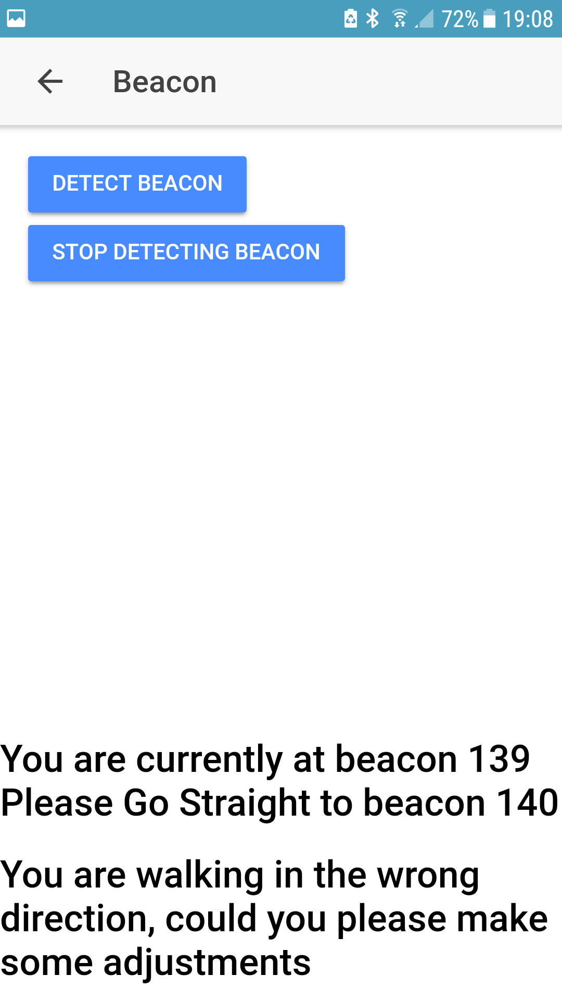 72% 19:08
Beacon
DETECT BEACON
STOP DETECTING BEACON
You are currently at beacon 139
Please Go Straight to beacon 140
You are walking in the wrong
direction, could you please make
some adjustments